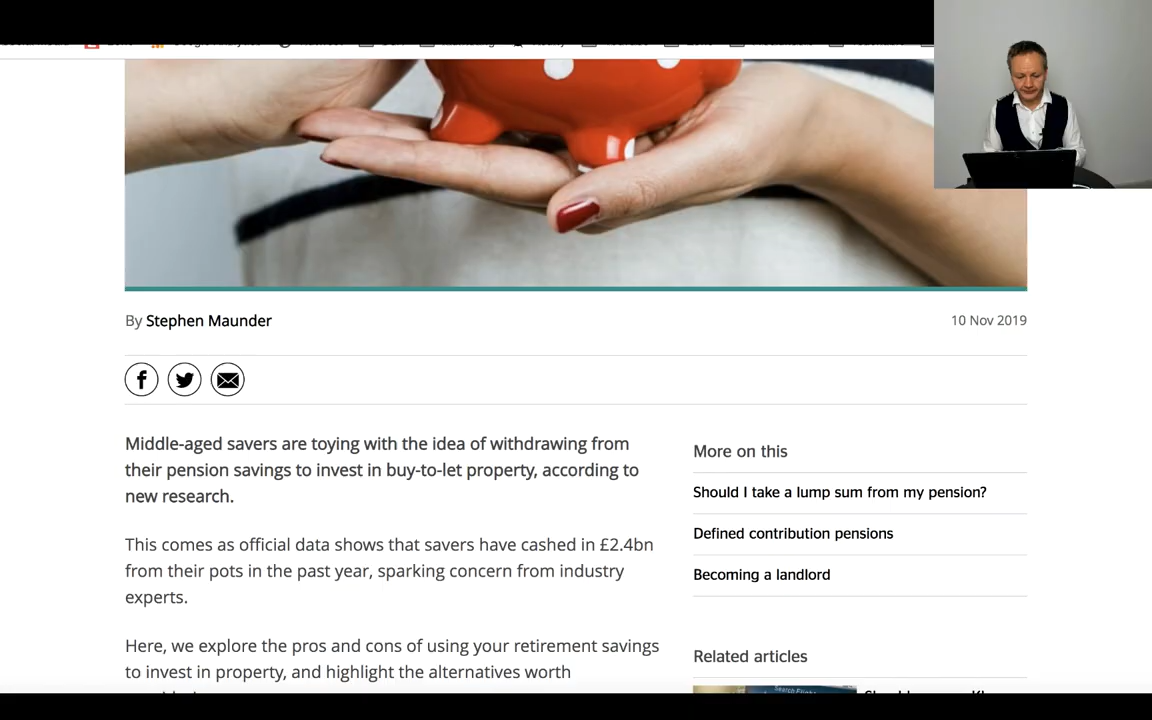 By Stephen Maunder
10 Nov 2019
Middle-aged savers are toying with the idea of withdrawing from
their pension savings to invest in buy-to-let property, according to
new research.
This comes as official data shows that savers have cashed in £2.4bn
from their pots in the past year, sparking concern from industry
experts.
Here, we explore the pros and cons of using your retirement savings
to invest in property, and highlight the alternatives worth
More on this
Should I take a lump sum from my pension?
Defined contribution pensions
Becoming a landlord
Related articles